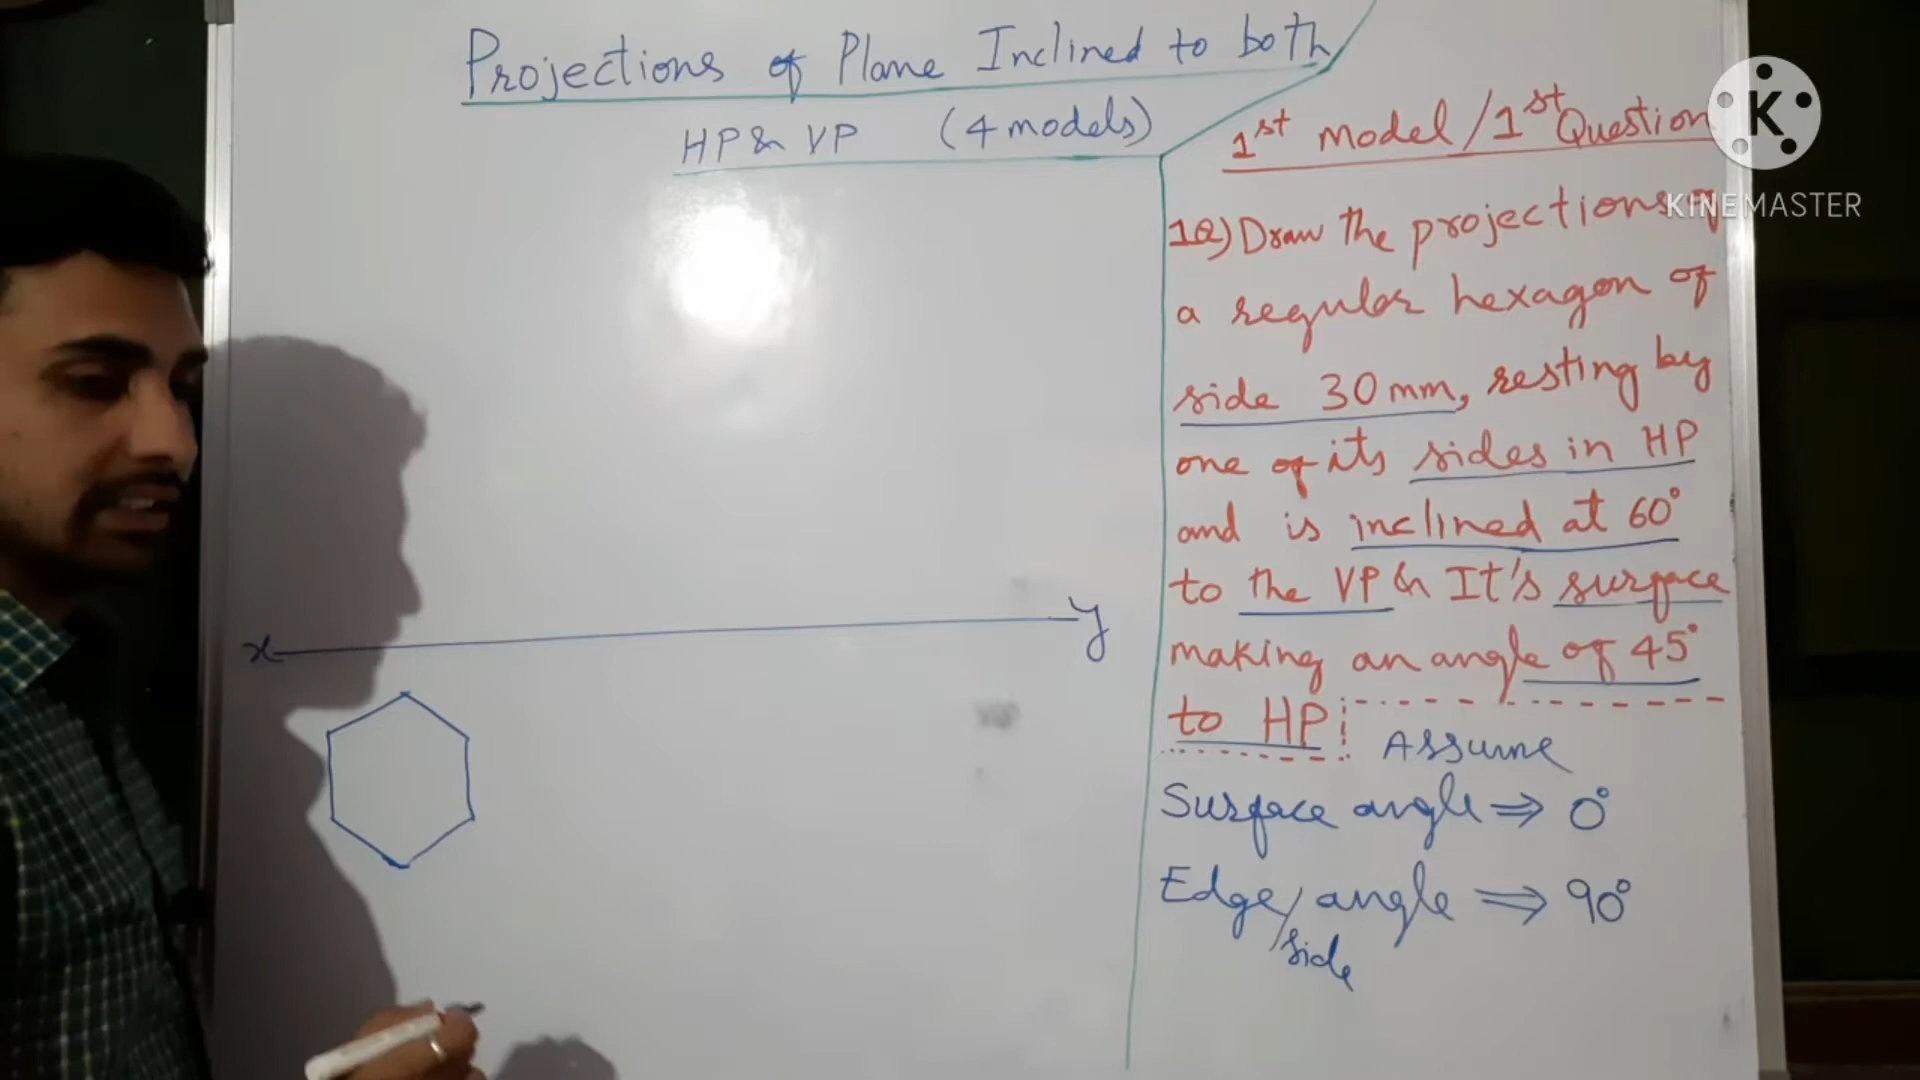 Projections of Plane Inclined to both
HP & VP (4 models)
1st model/1st Question
1Q) Draw the projections of
a regular hexagon of
side 30 mm, resting by
one of its sides in HP
and is inclined at 60°
to the VP & It's surface
making an angle of 45°
to HP
Assume
Surface angle ⇒ 0°
Edge/ angle ⇒ 90°
side
x
y
K
KINEMASTER